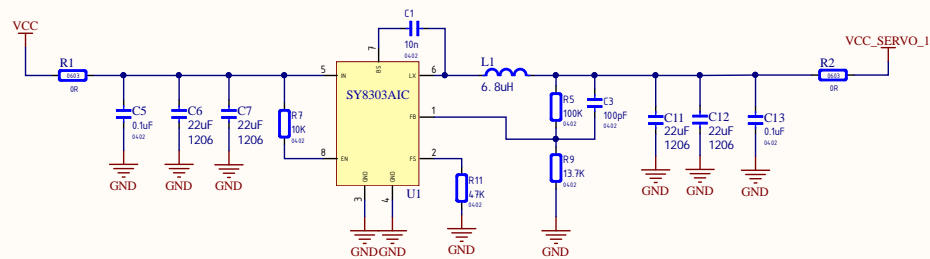 VCC
R1
0603
0R
C5
0.1uF
0402
C6
22uF
1206
C7
22uF
1206
R7
10K
0402
GND
GND
GND
C1
10n
0402
7
BS
5
IN
LX
6
SY8303AIC
FB
1
8
EN
FS
2
GND
GND
3
4
U1
GND
GND
R11
47K
0402
GND
L1
6.8uH
R5
100K
0402
C3
100pF
0402
R9
13.7K
0402
GND
C11
22uF
1206
C12
22uF
1206
C13
0.1uF
0402
GND
GND
GND
R2
0603
0R
VCC_SERVO_1